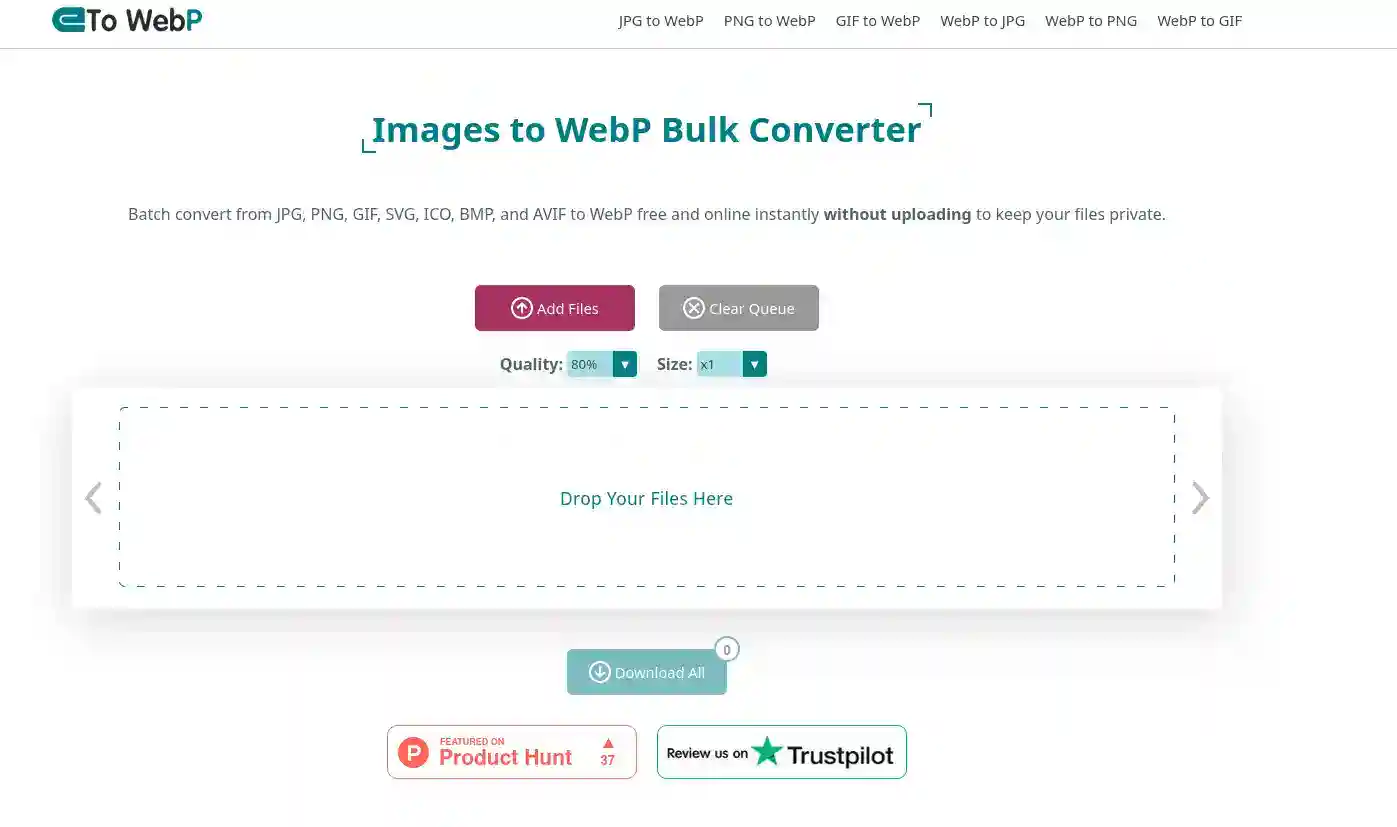 To WebP
JPG to WebP PNG to WebP GIF to WebP WebP to JPG WebP to PNG WebP to GIF
Images to WebP Bulk Converter
Batch convert from JPG, PNG, GIF, SVG, ICO, BMP, and AVIF to WebP free and online instantly without uploading to keep your files private.
Add Files Clear Queue
Quality: 80% ▼ Size: x1 ▼
Drop Your Files Here
0
Download All
P FEATURED ON
Product Hunt ▲ 37
Review us on Trustpilot